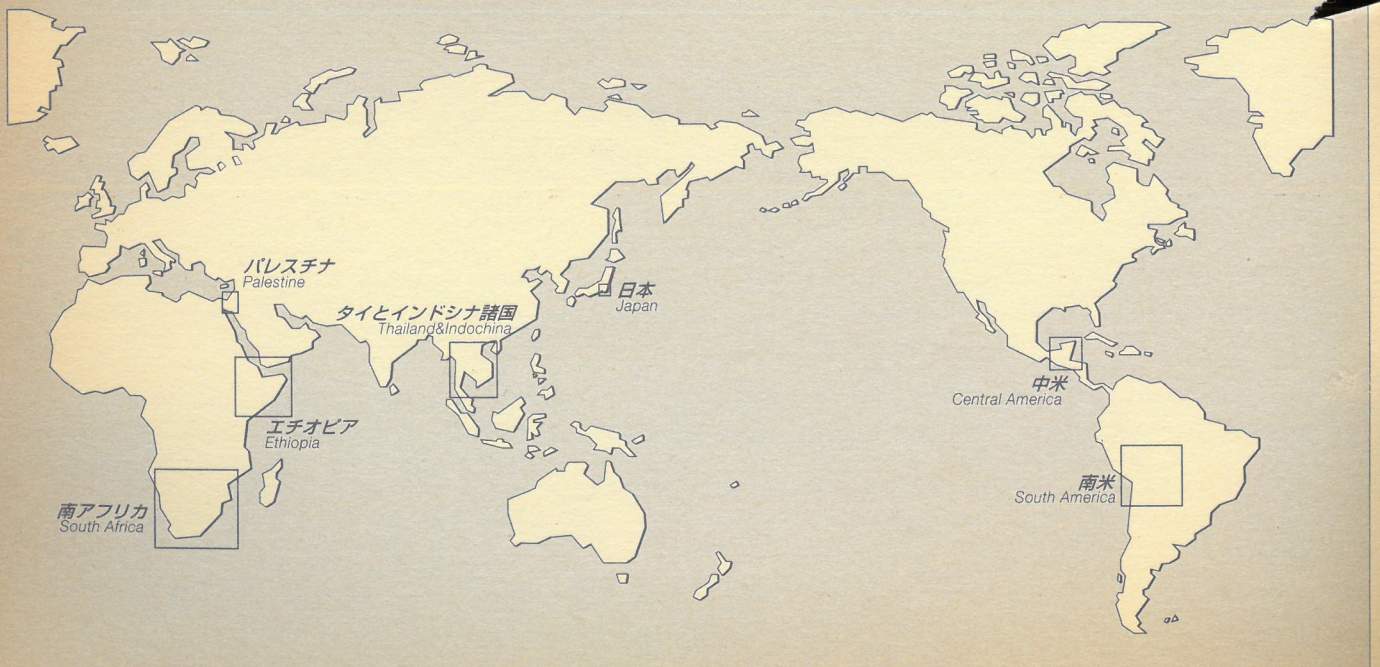 パレスチナ
Palestine
タイとインドシナ諸国
Thailand&Indochina
日本
Japan
中米
Central America
エチオピア
Ethiopia
南米
South America
南アフリカ
South Africa